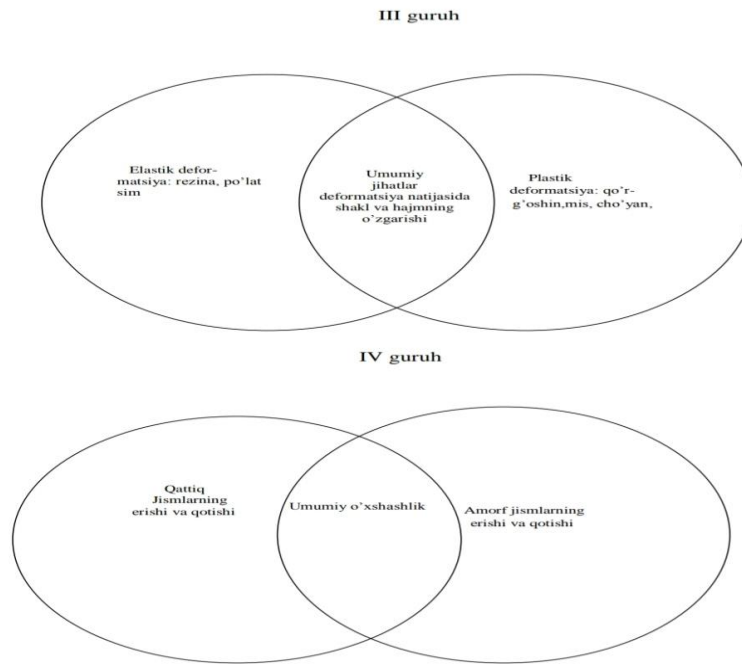 III guruh
Elastik defor-
matsiya: rezina, po'lat
sim
Umumiy
jihatlar
deformatsiya natijasida
shakl va hajmning
o'zgarishi
Plastik
deformatsiya: qo'r-
g'oshin,mis, cho'yan,
IV guruh
Qattiq
Jismlarning
erishi va qotishi
Umumiy o'xshashlik
Amorf jismlarning
erishi va qotishi